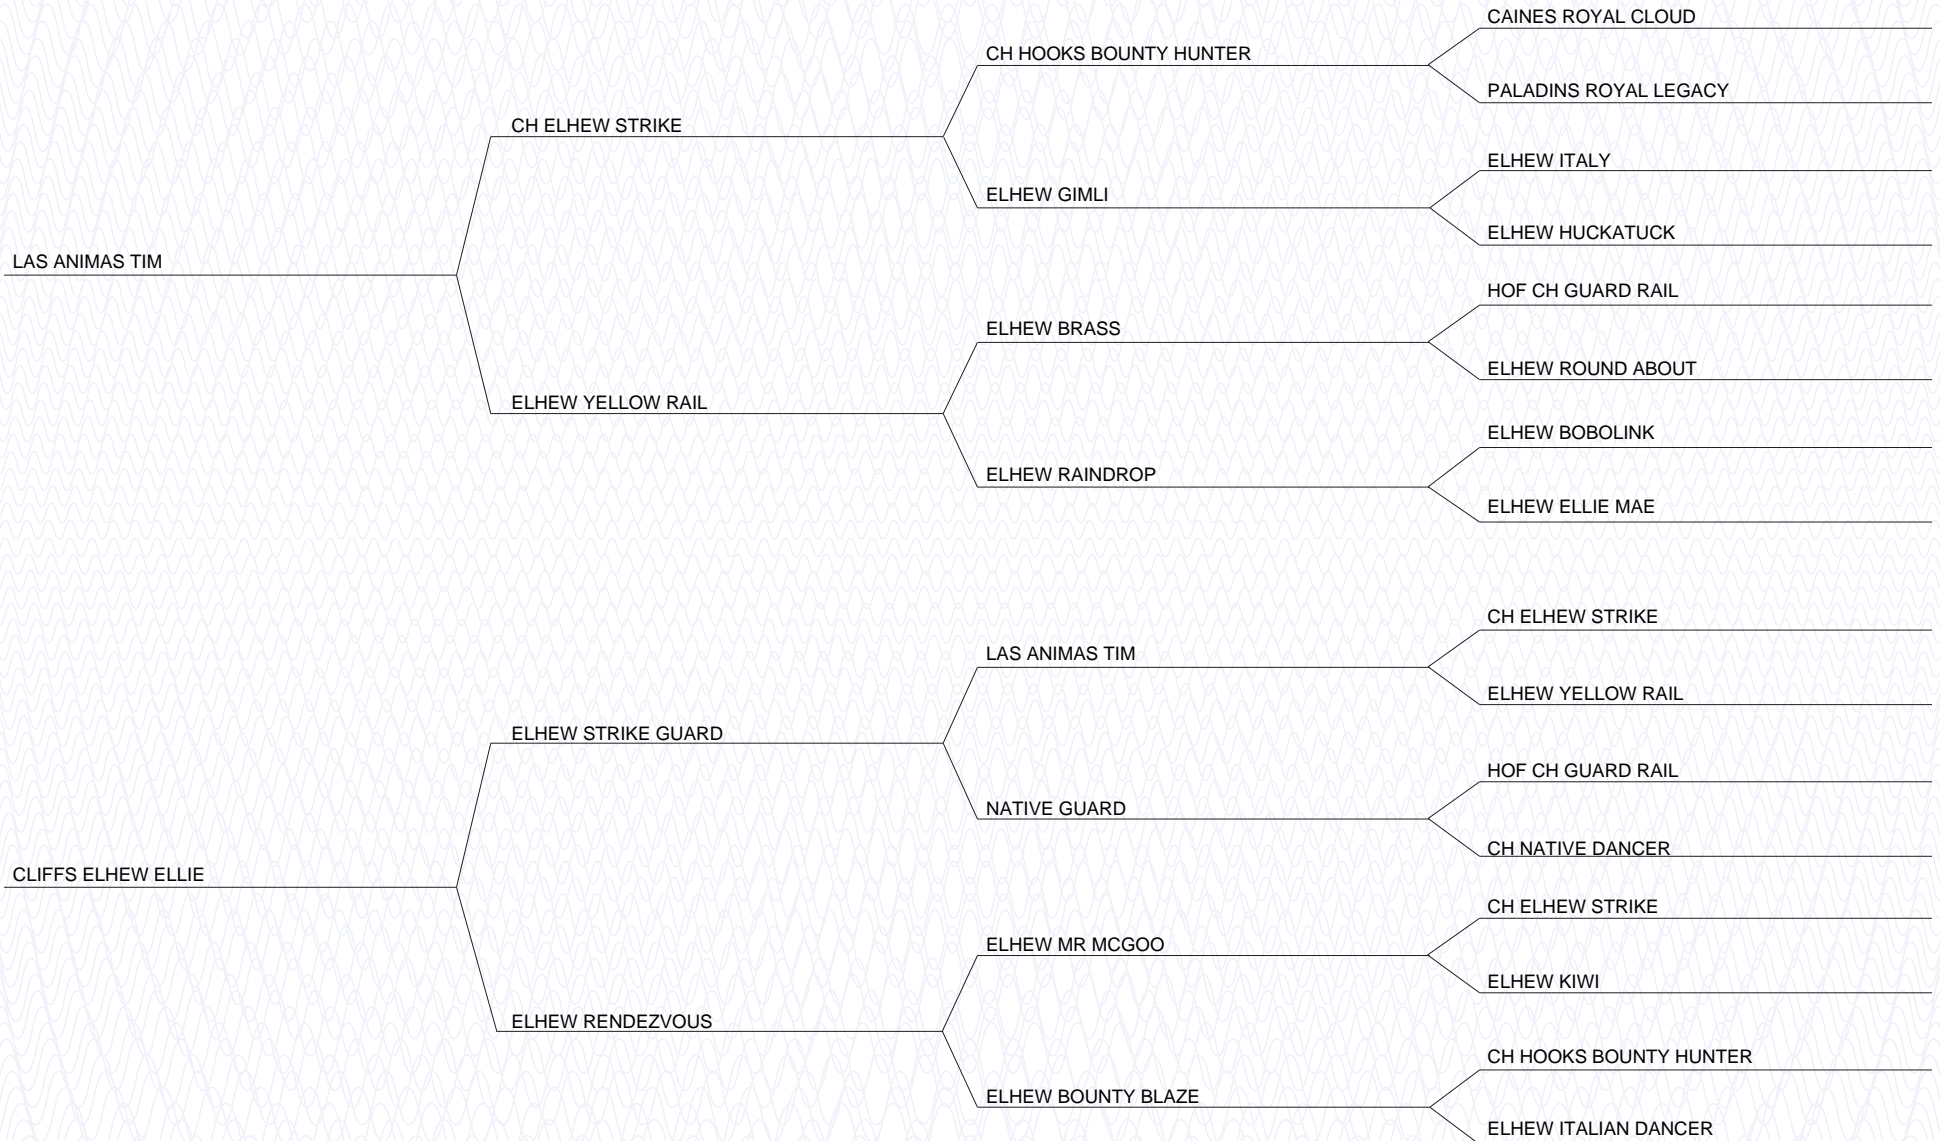 CAINES ROYAL CLOUD
CH HOOKS BOUNTY HUNTER
PALADINS ROYAL LEGACY
CH ELHEW STRIKE
ELHEW ITALY
ELHEW GIMLI
ELHEW HUCKATUCK
LAS ANIMAS TIM
HOF CH GUARD RAIL
ELHEW BRASS
ELHEW ROUND ABOUT
ELHEW YELLOW RAIL
ELHEW BOBOLINK
ELHEW RAINDROP
ELHEW ELLIE MAE
CH ELHEW STRIKE
LAS ANIMAS TIM
ELHEW YELLOW RAIL
ELHEW STRIKE GUARD
HOF CH GUARD RAIL
NATIVE GUARD
CH NATIVE DANCER
CLIFFS ELHEW ELLIE
CH ELHEW STRIKE
ELHEW MR MCGOO
ELHEW KIWI
ELHEW RENDEZVOUS
CH HOOKS BOUNTY HUNTER
ELHEW BOUNTY BLAZE
ELHEW ITALIAN DANCER